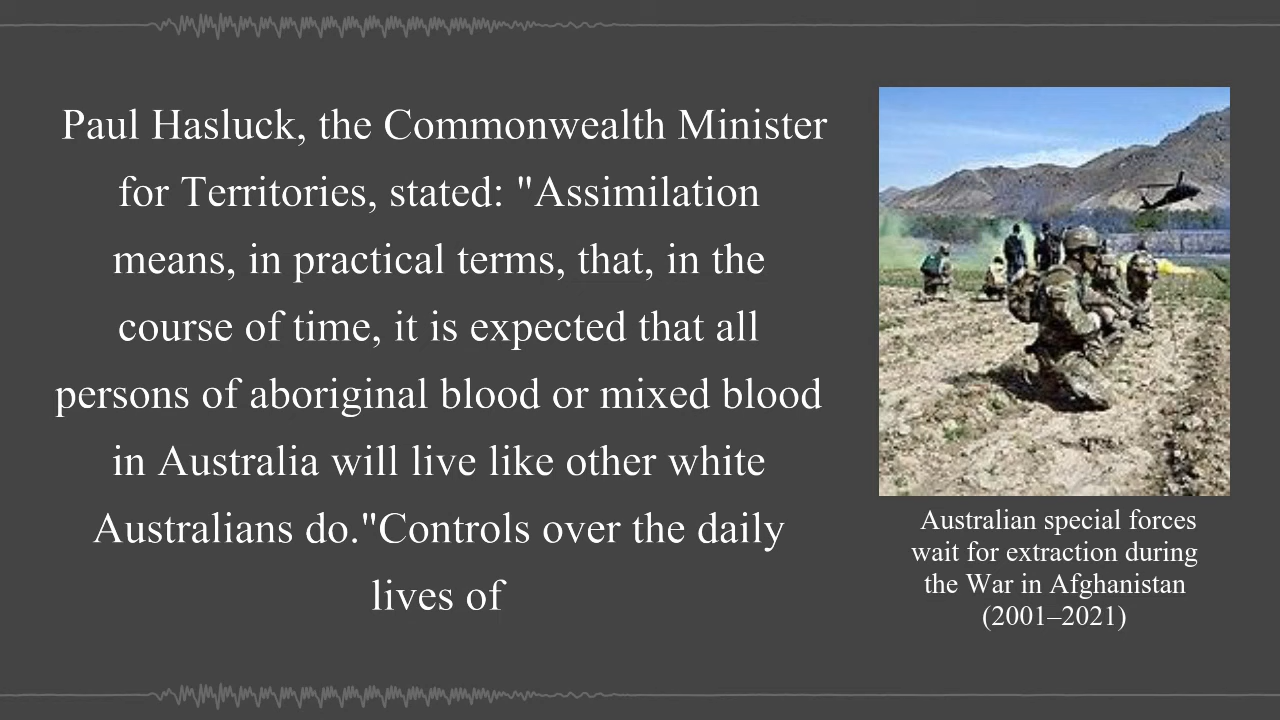 Paul Hasluck, the Commonwealth Minister
for Territories, stated: "Assimilation
means, in practical terms, that, in the
course of time, it is expected that all
persons of aboriginal blood or mixed blood
in Australia will live like other white
Australians do."Controls over the daily
lives of
Australian special forces
wait for extraction during
the War in Afghanistan
(2001–2021)